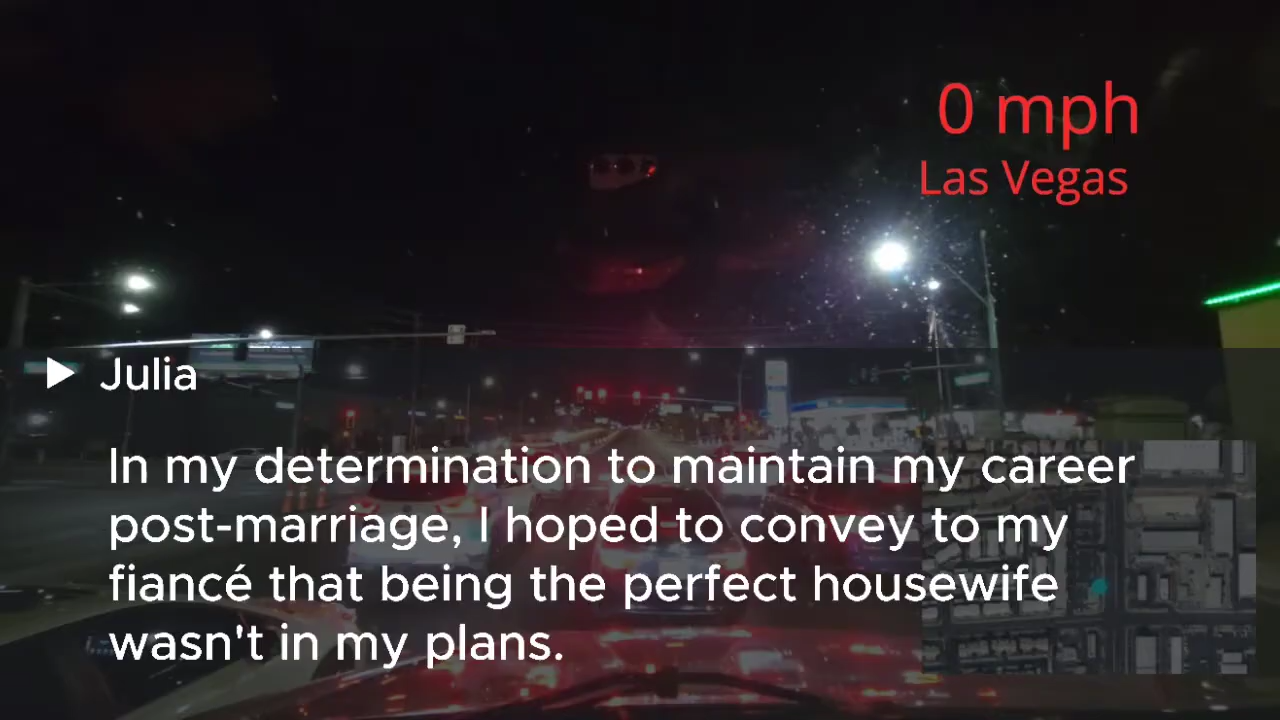 0 mph
Las Vegas
Julia
In my determination to maintain my career
post-marriage, I hoped to convey to my
fiancé that being the perfect housewife
wasn't in my plans.